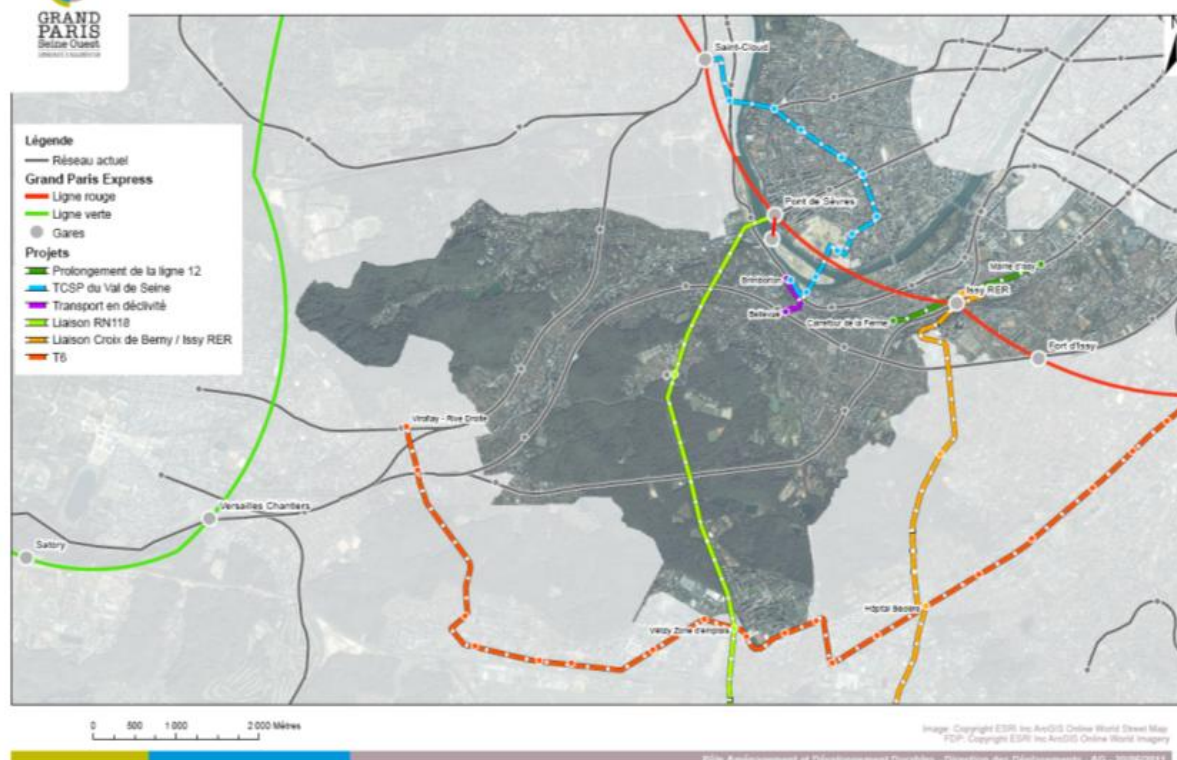 GRAND
PARIS
Seine Ouest
Saint-Cloud
Légende
Réseau actuel
Grand Paris Express
Ligne rouge
Ligne verte
Gares
Projets
Prolongement de la ligne 12
TCSP du Val de Seine
Transport en déclivité
Liaison RN118
Liaison Croix de Berny / Issy RER
T6
Pont de Sèvres
Mairie d'Issy
Brimborion
Issy RER
Bellevue
Carrefour de la Ferme
Fort d'Issy
Viroflay - Rive Droite
Versailles Chantiers
Satory
Hôpital Béclère
Vélizy Zone d'emplois
0 500 1 000 2 000 Mètres
Image: Copyright ESRI Inc ArcGIS Online World Street Map
FDP: Copyright ESRI Inc ArcGIS Online World Imagery